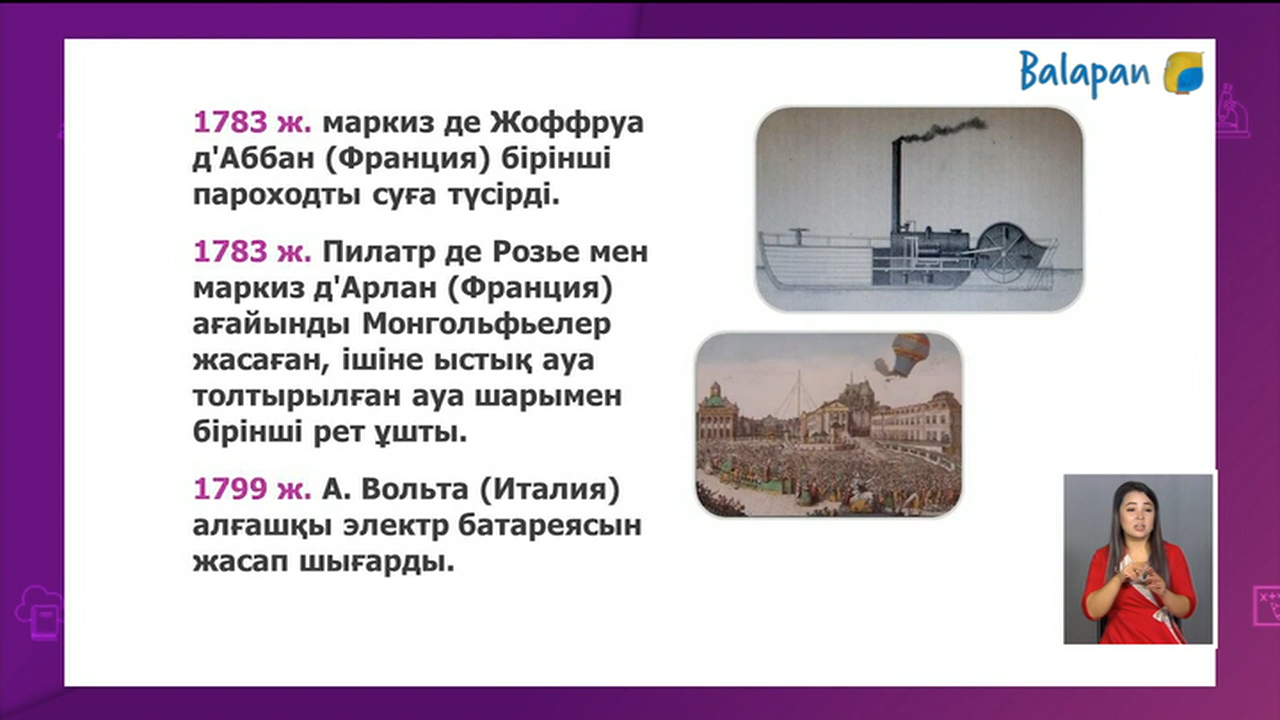 Balapan
1783 ж. маркиз де Жоффруа
д'Аббан (Франция) бірінші
пароходты суға түсірді.
1783 ж. Пилатр де Розье мен
маркиз д'Арлан (Франция)
ағайынды Монгольфьелер
жасаған, ішіне ыстық ауа
толтырылған ауа шарымен
бірінші рет ұшты.
1799 ж. А. Вольта (Италия)
алғашқы электр батареясын
жасап шығарды.